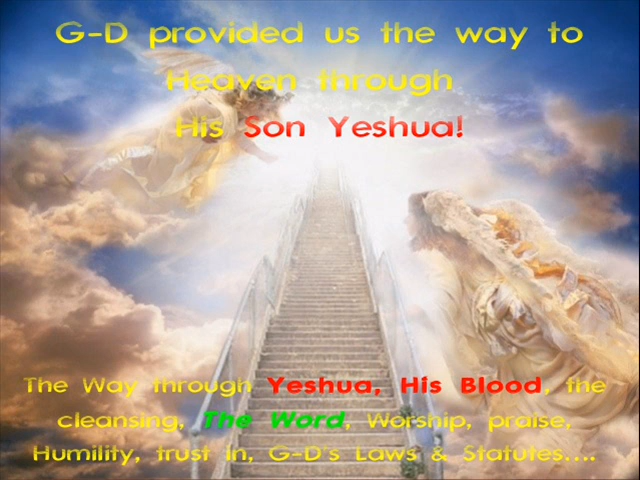 G-D provided us the way to
Heaven through
His Son Yeshua!
The Way through Yeshua, His Blood, the
cleansing, The Word, Worship, praise,
Humility, trust in, G-D's Laws & Statutes....